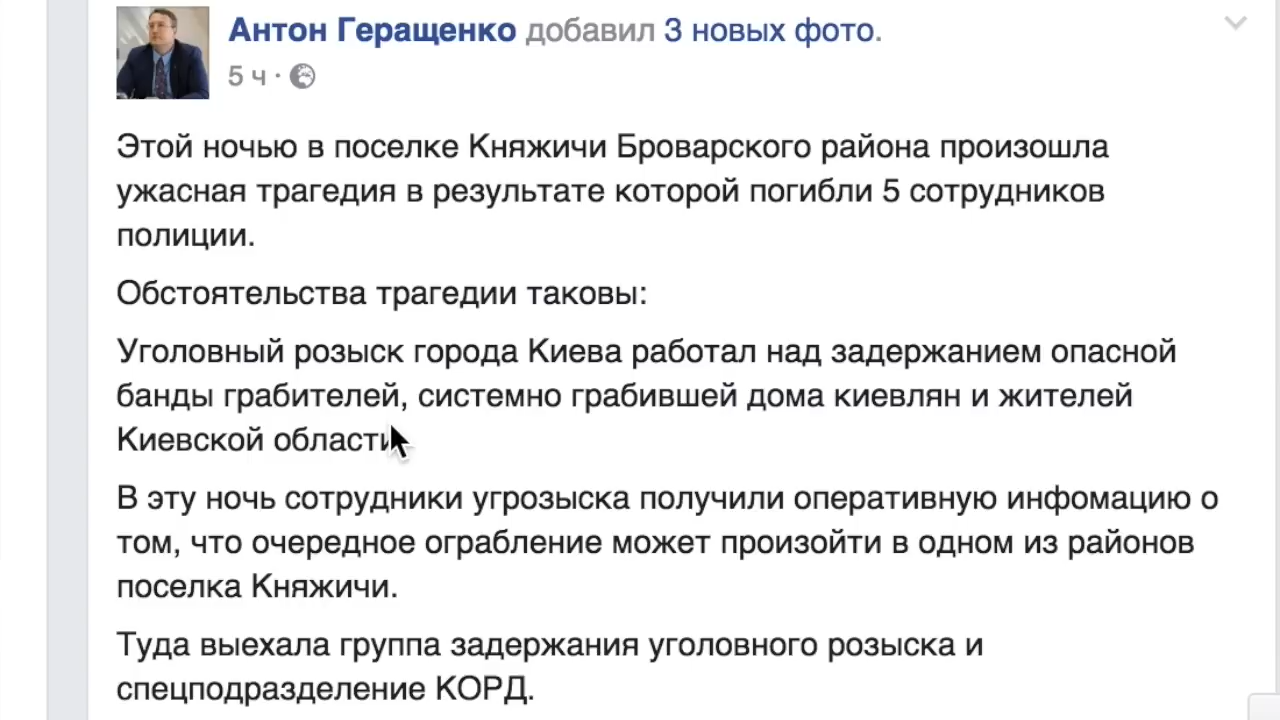 Антон Геращенко добавил 3 новых фото.
5 ч ·
Этой ночью в поселке Княжичи Броварского района произошла
ужасная трагедия в результате которой погибли 5 сотрудников
полиции.
Обстоятельства трагедии таковы:
Уголовный розыск города Киева работал над задержанием опасной
банды грабителей, системно грабившей дома киевлян и жителей
Киевской области
В эту ночь сотрудники угрозыска получили оперативную инфомацию о
том, что очередное ограбление может произойти в одном из районов
поселка Княжичи.
Туда выехала группа задержания уголовного розыска и
спецподразделение КОРД.